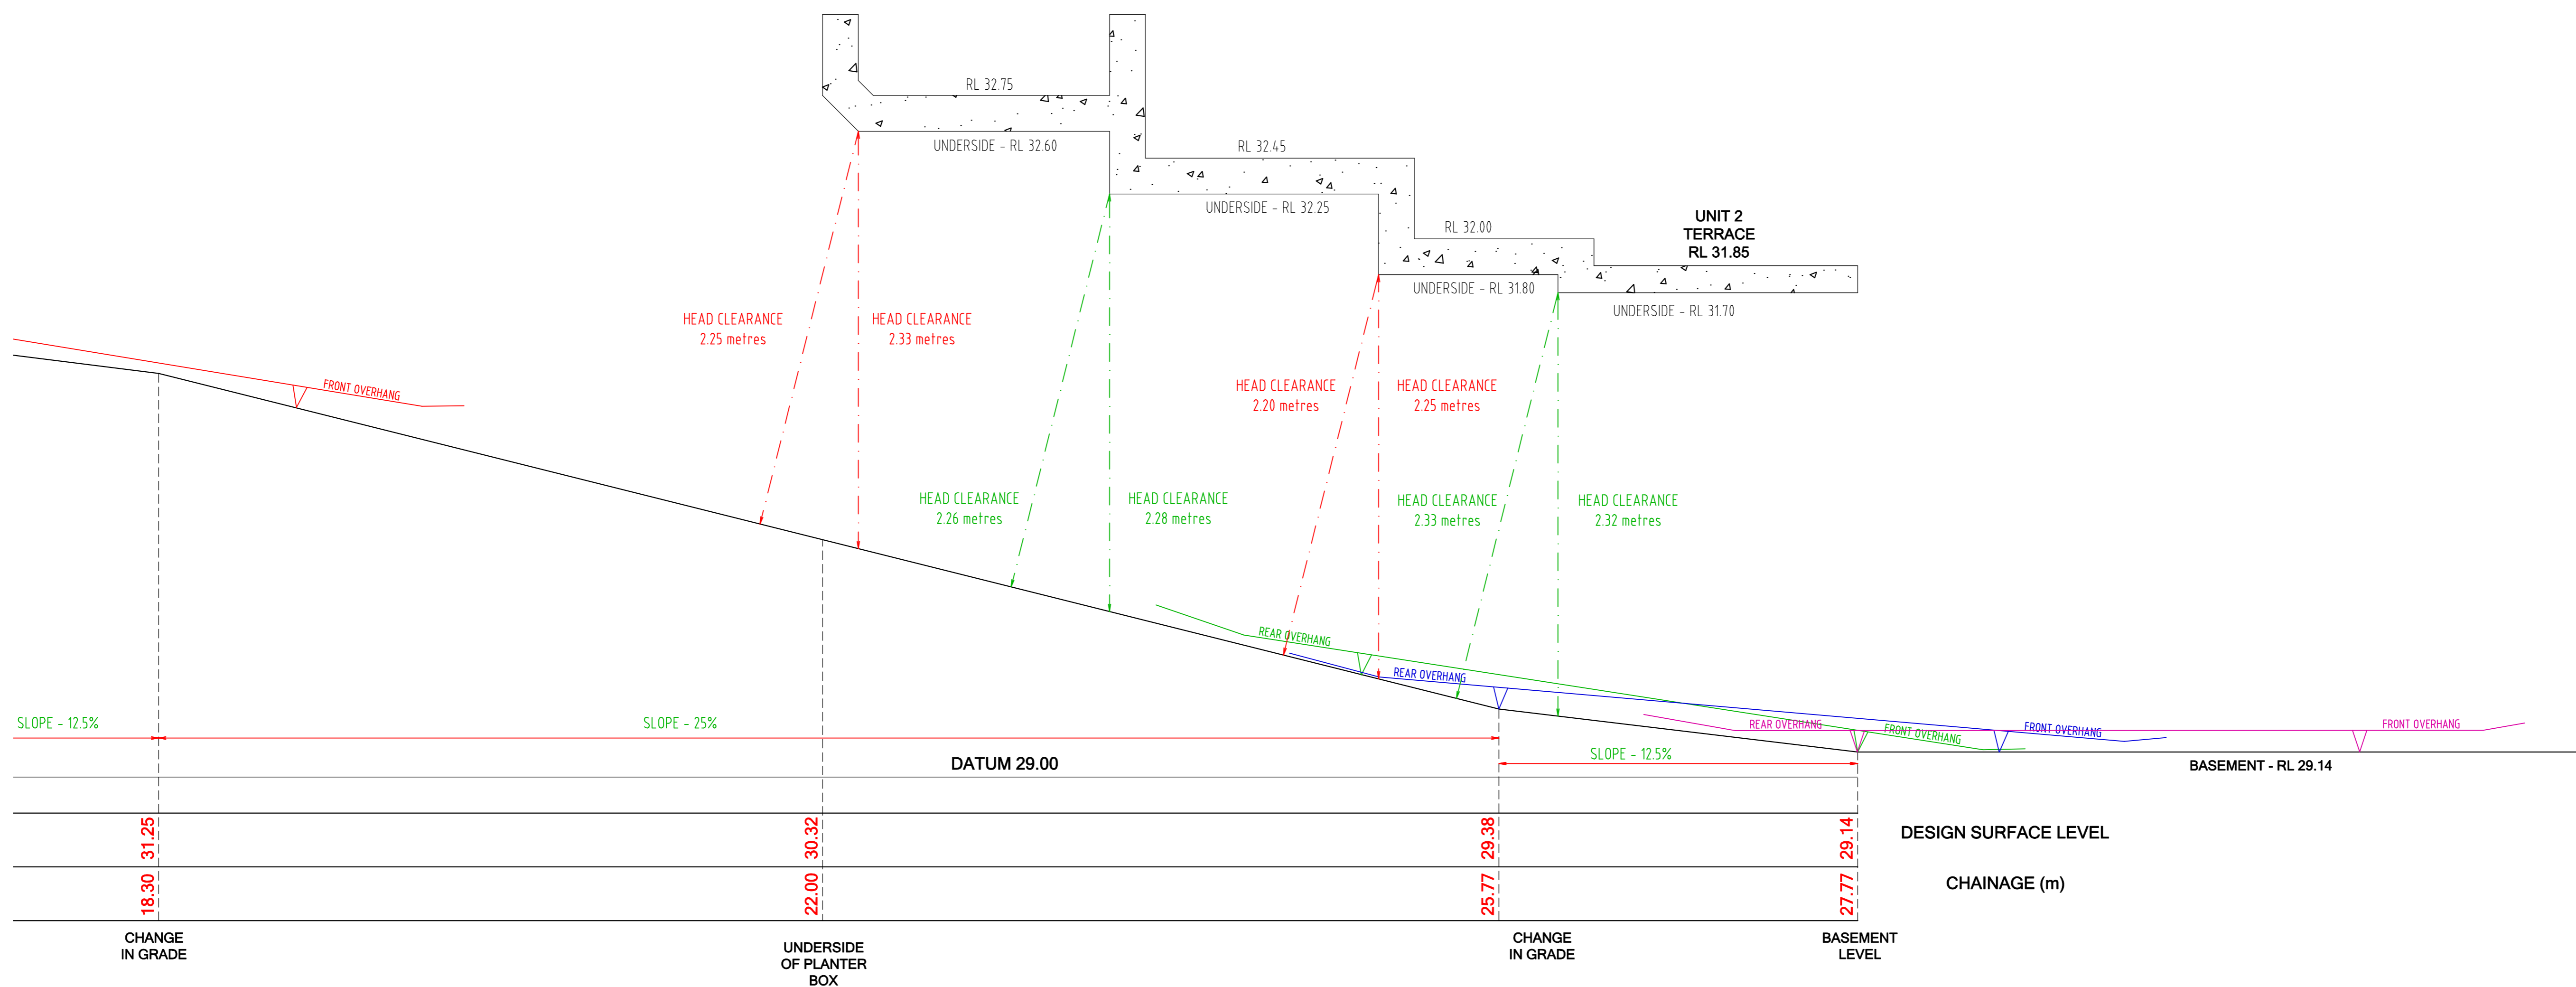 RL 32.75
UNDERSIDE - RL 32.60
RL 32.45
UNDERSIDE - RL 32.25
RL 32.00
UNDERSIDE - RL 31.80
UNIT 2
TERRACE
RL 31.85
UNDERSIDE - RL 31.70
HEAD CLEARANCE
2.25 metres
HEAD CLEARANCE
2.33 metres
HEAD CLEARANCE
2.20 metres
HEAD CLEARANCE
2.25 metres
FRONT OVERHANG
HEAD CLEARANCE
2.26 metres
HEAD CLEARANCE
2.28 metres
HEAD CLEARANCE
2.33 metres
HEAD CLEARANCE
2.32 metres
REAR OVERHANG
REAR OVERHANG
REAR OVERHANG
FRONT OVERHANG
FRONT OVERHANG
FRONT OVERHANG
SLOPE - 12.5%
SLOPE - 25%
SLOPE - 12.5%
DATUM 29.00
BASEMENT - RL 29.14
31.25
30.32
29.38
29.14
DESIGN SURFACE LEVEL
18.30
22.00
25.77
27.77
CHAINAGE (m)
CHANGE
IN GRADE
UNDERSIDE
OF PLANTER
BOX
CHANGE
IN GRADE
BASEMENT
LEVEL